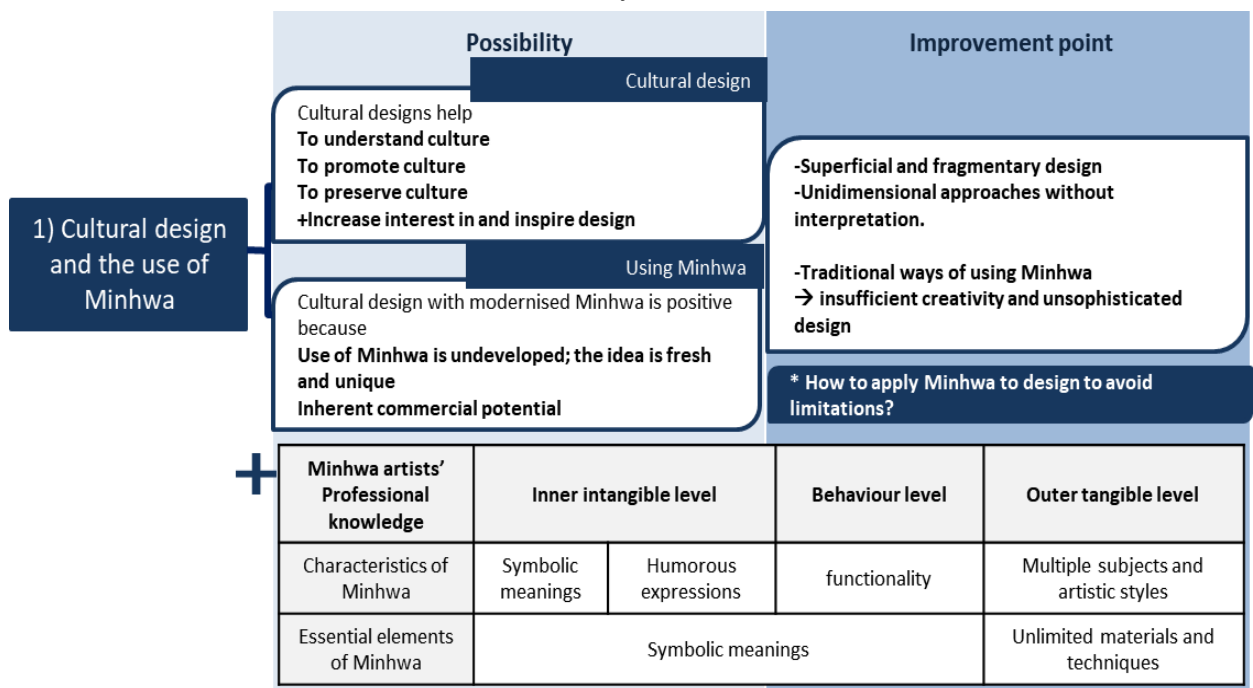 Possibility
Improvement point
Cultural design
Cultural designs help
To understand culture
To promote culture
To preserve culture
+Increase interest in and inspire design
-Superficial and fragmentary design
-Unidimensional approaches without
interpretation.
-Traditional ways of using Minhwa
→ insufficient creativity and unsophisticated
design
1) Cultural design
and the use of
Minhwa
Using Minhwa
Cultural design with modernised Minhwa is positive
because
Use of Minhwa is undeveloped; the idea is fresh
and unique
Inherent commercial potential
* How to apply Minhwa to design to avoid
limitations?
+
Minhwa artists’
Professional
knowledge
Inner intangible level
Behaviour level
Outer tangible level
Characteristics of
Minhwa
Symbolic
meanings
Humorous
expressions
functionality
Multiple subjects and
artistic styles
Essential elements
of Minhwa
Symbolic meanings
Unlimited materials and
techniques